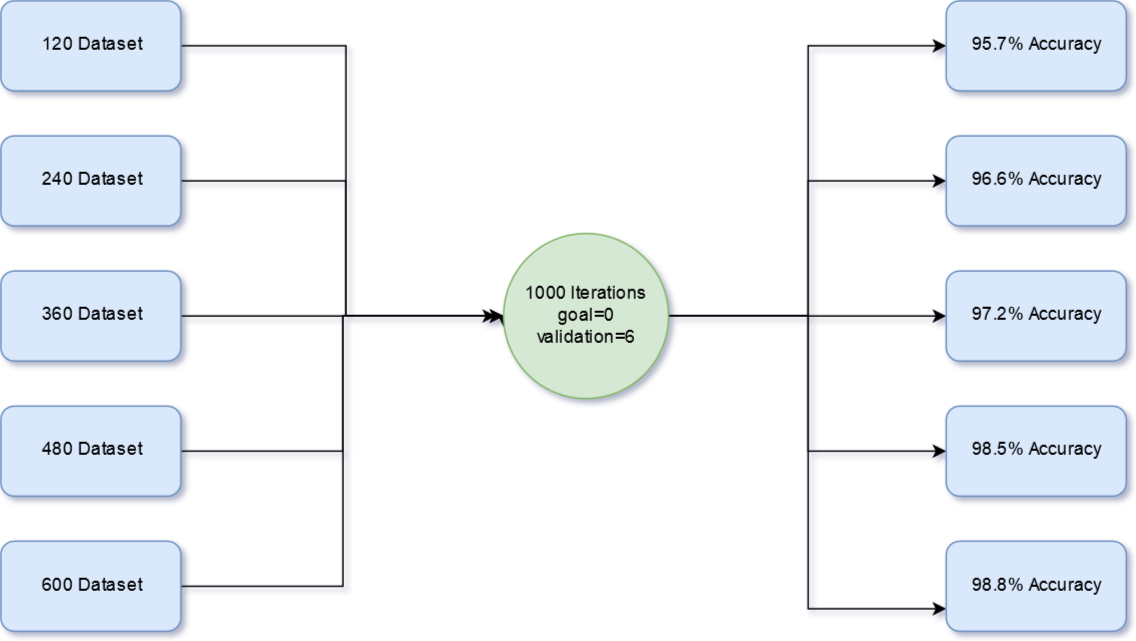 120 Dataset
95.7% Accuracy
240 Dataset
96.6% Accuracy
1000 Iterations
goal=0
validation=6
360 Dataset
97.2% Accuracy
480 Dataset
98.5% Accuracy
600 Dataset
98.8% Accuracy